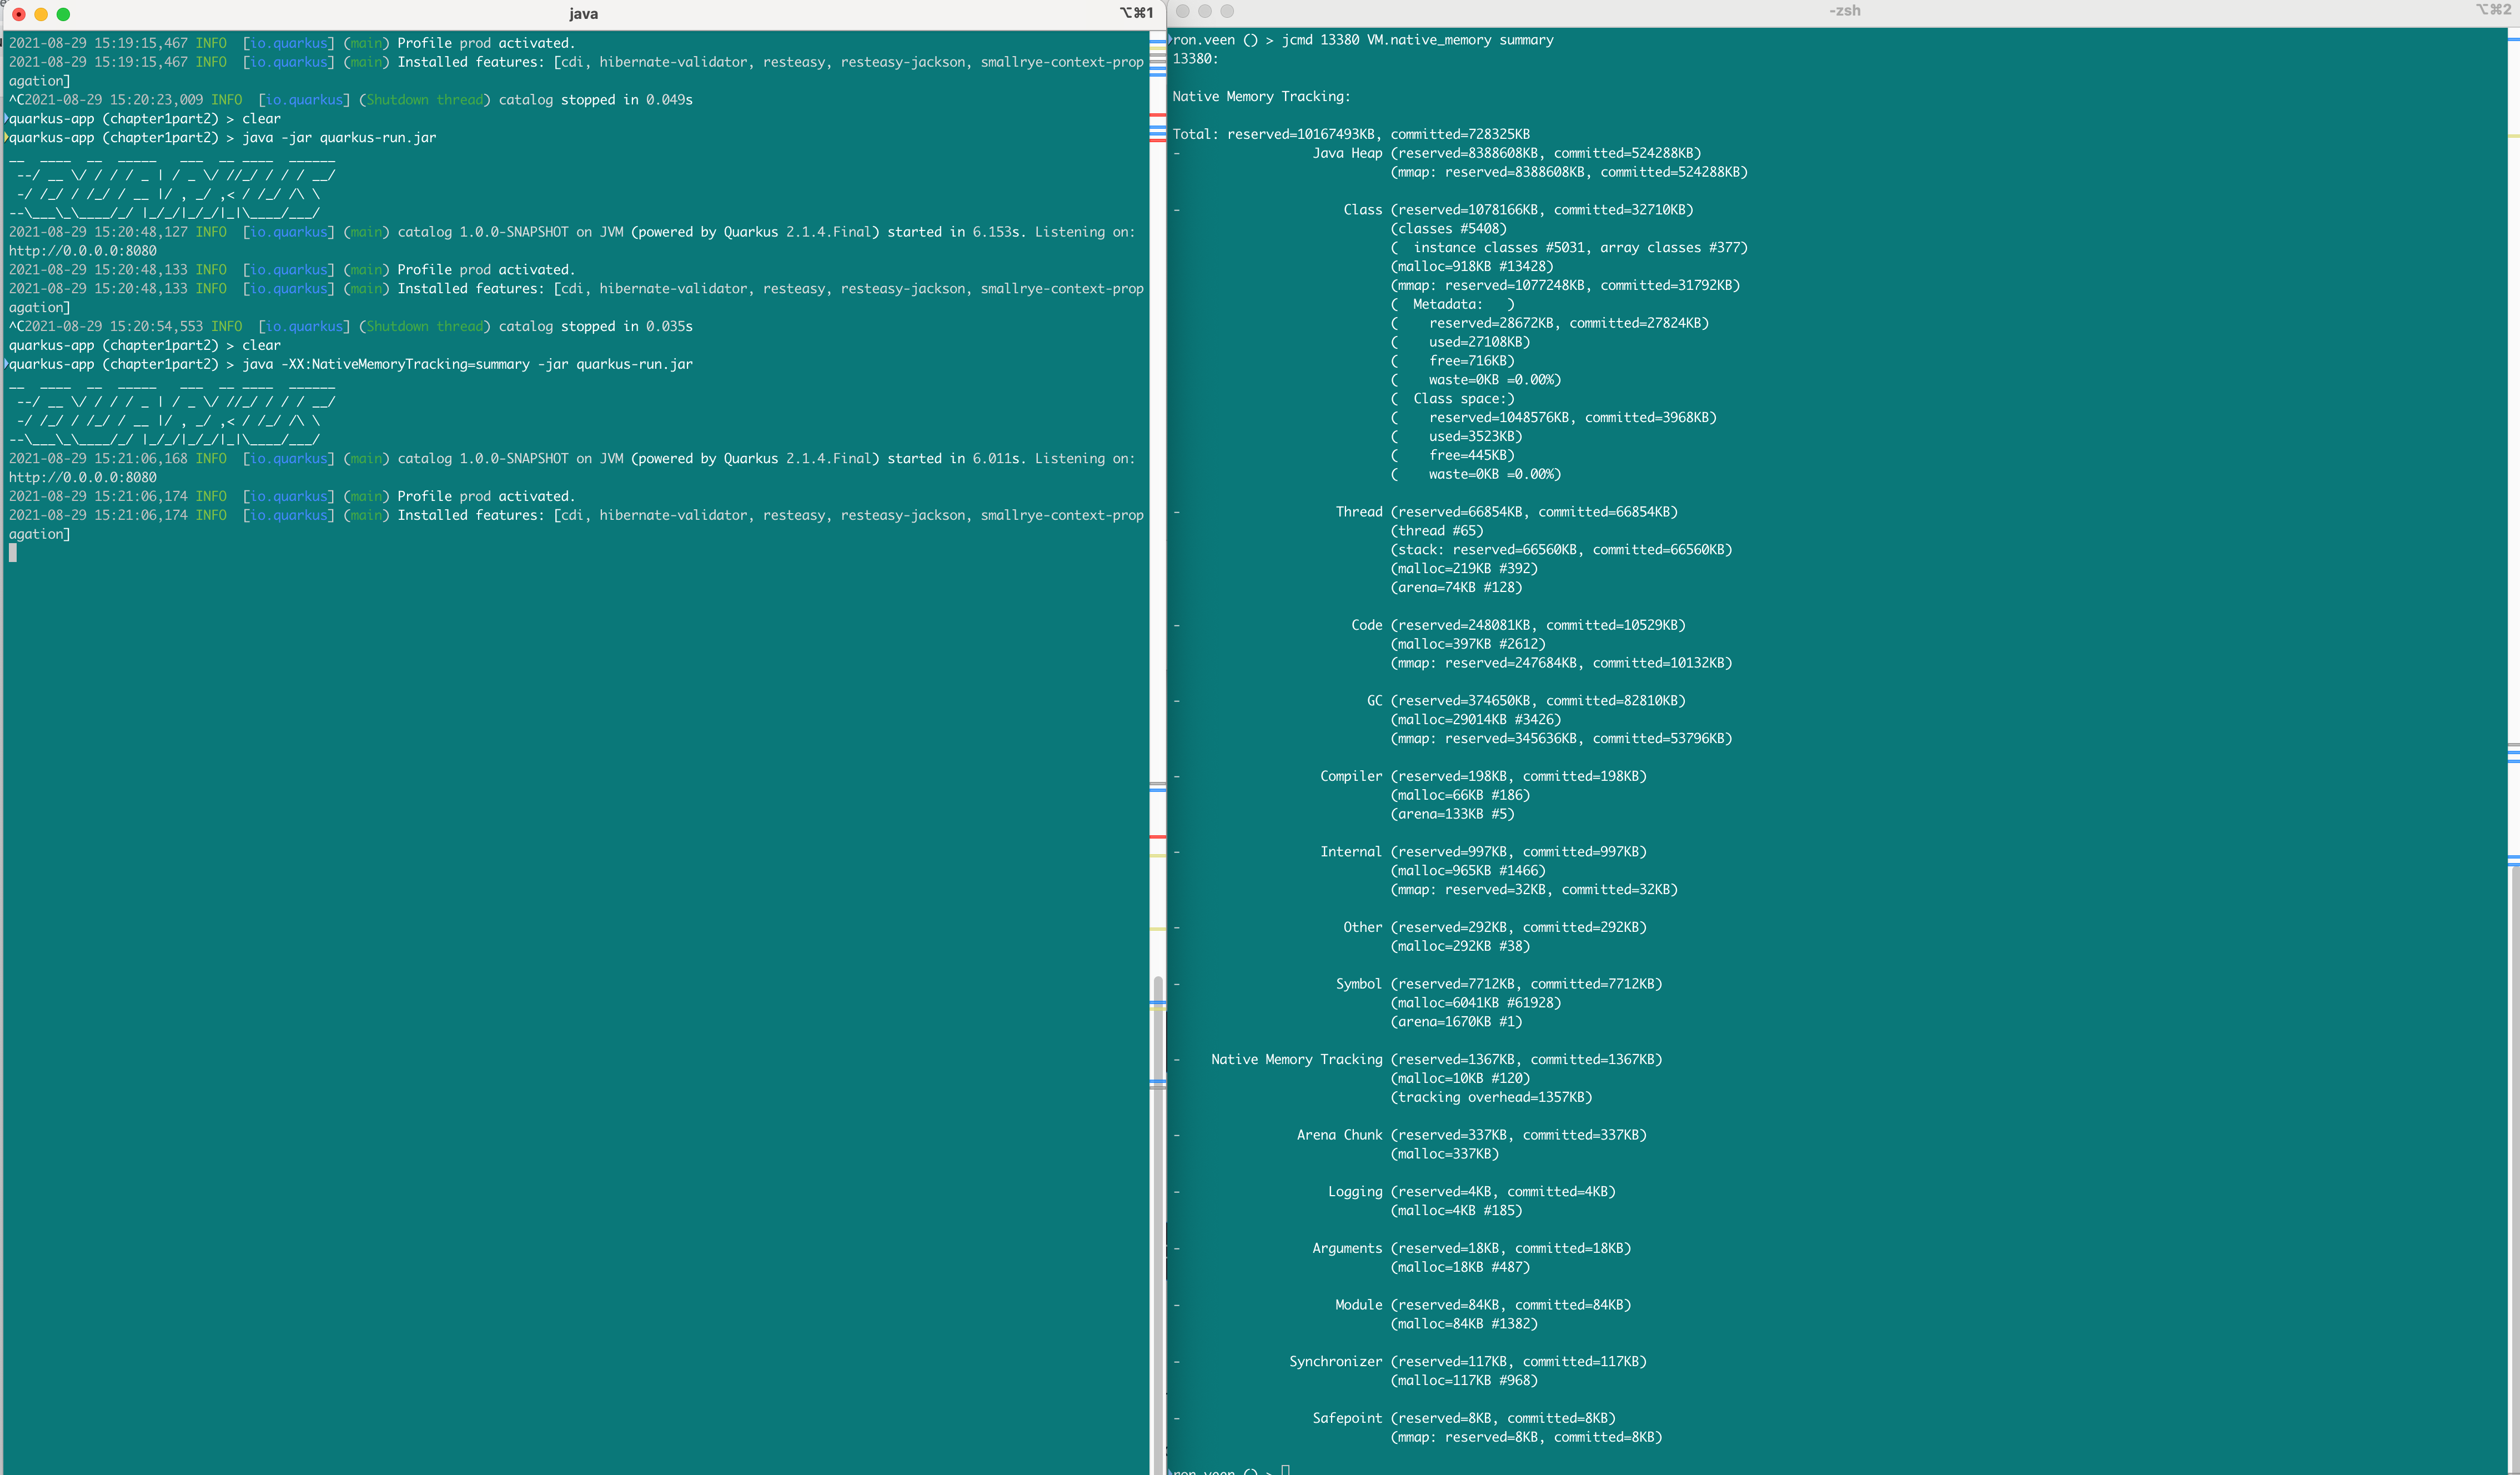 java
⌥⌘1
2021-08-29 15:19:15,467 INFO  [io.quarkus] (main) Profile prod activated.
2021-08-29 15:19:15,467 INFO  [io.quarkus] (main) Installed features: [cdi, hibernate-validator, resteasy, resteasy-jackson, smallrye-context-prop
agation]
^C2021-08-29 15:20:23,009 INFO  [io.quarkus] (Shutdown thread) catalog stopped in 0.049s
quarkus-app (chapter1part2) > clear
quarkus-app (chapter1part2) > java -jar quarkus-run.jar
__  ____  __  _____   ___  __ ____  ______
 --/ __ \/ / / / _ | / _ \/ //_/ / / / __/
 -/ /_/ / /_/ / __ |/ , _/ ,< / /_/ /\ \
--\___\_\____/_/ |_/_/|_/_/|_|\____/___/
2021-08-29 15:20:48,127 INFO  [io.quarkus] (main) catalog 1.0.0-SNAPSHOT on JVM (powered by Quarkus 2.1.4.Final) started in 6.153s. Listening on:
http://0.0.0.0:8080
2021-08-29 15:20:48,133 INFO  [io.quarkus] (main) Profile prod activated.
2021-08-29 15:20:48,133 INFO  [io.quarkus] (main) Installed features: [cdi, hibernate-validator, resteasy, resteasy-jackson, smallrye-context-prop
agation]
^C2021-08-29 15:20:54,553 INFO  [io.quarkus] (Shutdown thread) catalog stopped in 0.035s
quarkus-app (chapter1part2) > clear
quarkus-app (chapter1part2) > java -XX:NativeMemoryTracking=summary -jar quarkus-run.jar
__  ____  __  _____   ___  __ ____  ______
 --/ __ \/ / / / _ | / _ \/ //_/ / / / __/
 -/ /_/ / /_/ / __ |/ , _/ ,< / /_/ /\ \
--\___\_\____/_/ |_/_/|_/_/|_|\____/___/
2021-08-29 15:21:06,168 INFO  [io.quarkus] (main) catalog 1.0.0-SNAPSHOT on JVM (powered by Quarkus 2.1.4.Final) started in 6.011s. Listening on:
http://0.0.0.0:8080
2021-08-29 15:21:06,174 INFO  [io.quarkus] (main) Profile prod activated.
2021-08-29 15:21:06,174 INFO  [io.quarkus] (main) Installed features: [cdi, hibernate-validator, resteasy, resteasy-jackson, smallrye-context-prop
agation]
-zsh
⌥⌘2
ron.veen () > jcmd 13380 VM.native_memory summary
13380:
Native Memory Tracking:
Total: reserved=10167493KB, committed=728325KB
- Java Heap (reserved=8388608KB, committed=524288KB)
(mmap: reserved=8388608KB, committed=524288KB)
- Class (reserved=1078166KB, committed=32710KB)
(classes #5408)
(  instance classes #5031, array classes #377)
(malloc=918KB #13428)
(mmap: reserved=1077248KB, committed=31792KB)
(  Metadata:   )
(    reserved=28672KB, committed=27824KB)
(    used=27108KB)
(    free=716KB)
(    waste=0KB =0.00%)
(  Class space:)
(    reserved=1048576KB, committed=3968KB)
(    used=3523KB)
(    free=445KB)
(    waste=0KB =0.00%)
- Thread (reserved=66854KB, committed=66854KB)
(thread #65)
(stack: reserved=66560KB, committed=66560KB)
(malloc=219KB #392)
(arena=74KB #128)
- Code (reserved=248081KB, committed=10529KB)
(malloc=397KB #2612)
(mmap: reserved=247684KB, committed=10132KB)
- GC (reserved=374650KB, committed=82810KB)
(malloc=29014KB #3426)
(mmap: reserved=345636KB, committed=53796KB)
- Compiler (reserved=198KB, committed=198KB)
(malloc=66KB #186)
(arena=133KB #5)
- Internal (reserved=997KB, committed=997KB)
(malloc=965KB #1466)
(mmap: reserved=32KB, committed=32KB)
- Other (reserved=292KB, committed=292KB)
(malloc=292KB #38)
- Symbol (reserved=7712KB, committed=7712KB)
(malloc=6041KB #61928)
(arena=1670KB #1)
- Native Memory Tracking (reserved=1367KB, committed=1367KB)
(malloc=10KB #120)
(tracking overhead=1357KB)
- Arena Chunk (reserved=337KB, committed=337KB)
(malloc=337KB)
- Logging (reserved=4KB, committed=4KB)
(malloc=4KB #185)
- Arguments (reserved=18KB, committed=18KB)
(malloc=18KB #487)
- Module (reserved=84KB, committed=84KB)
(malloc=84KB #1382)
- Synchronizer (reserved=117KB, committed=117KB)
(malloc=117KB #968)
- Safepoint (reserved=8KB, committed=8KB)
(mmap: reserved=8KB, committed=8KB)
ron.veen () >